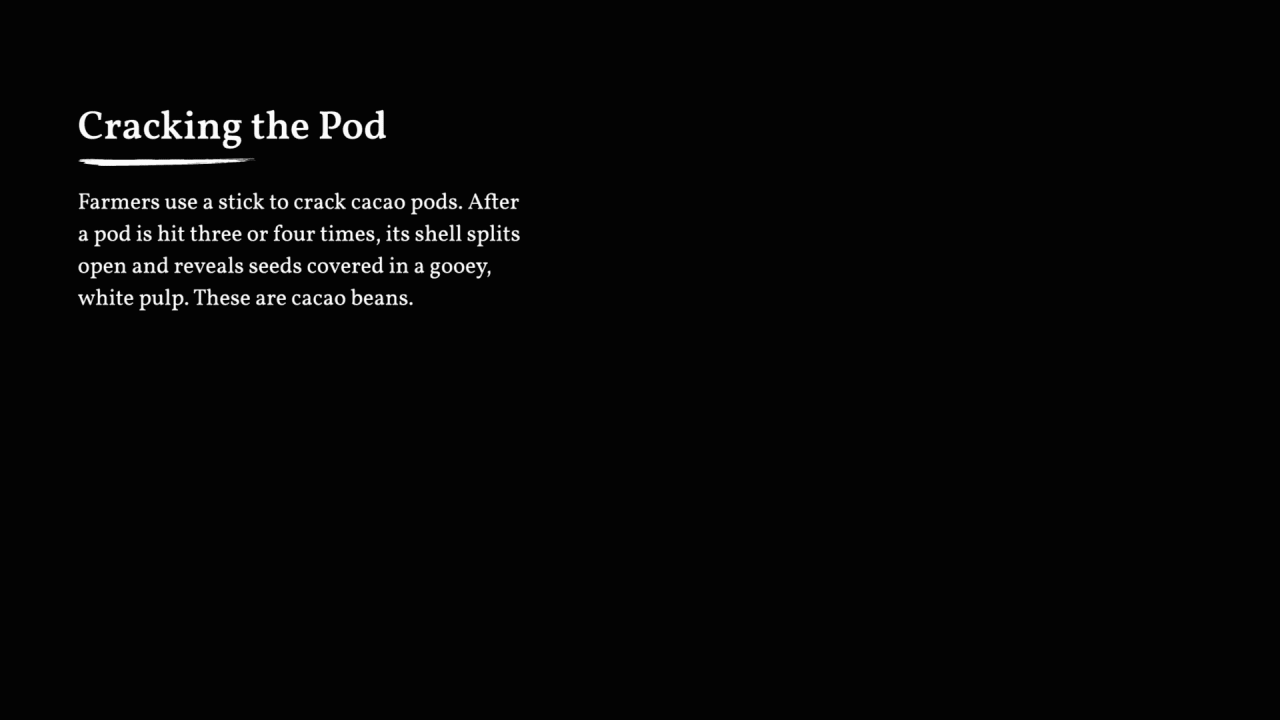 Cracking the Pod
Farmers use a stick to crack cacao pods. After
a pod is hit three or four times, its shell splits
open and reveals seeds covered in a gooey,
white pulp. These are cacao beans.